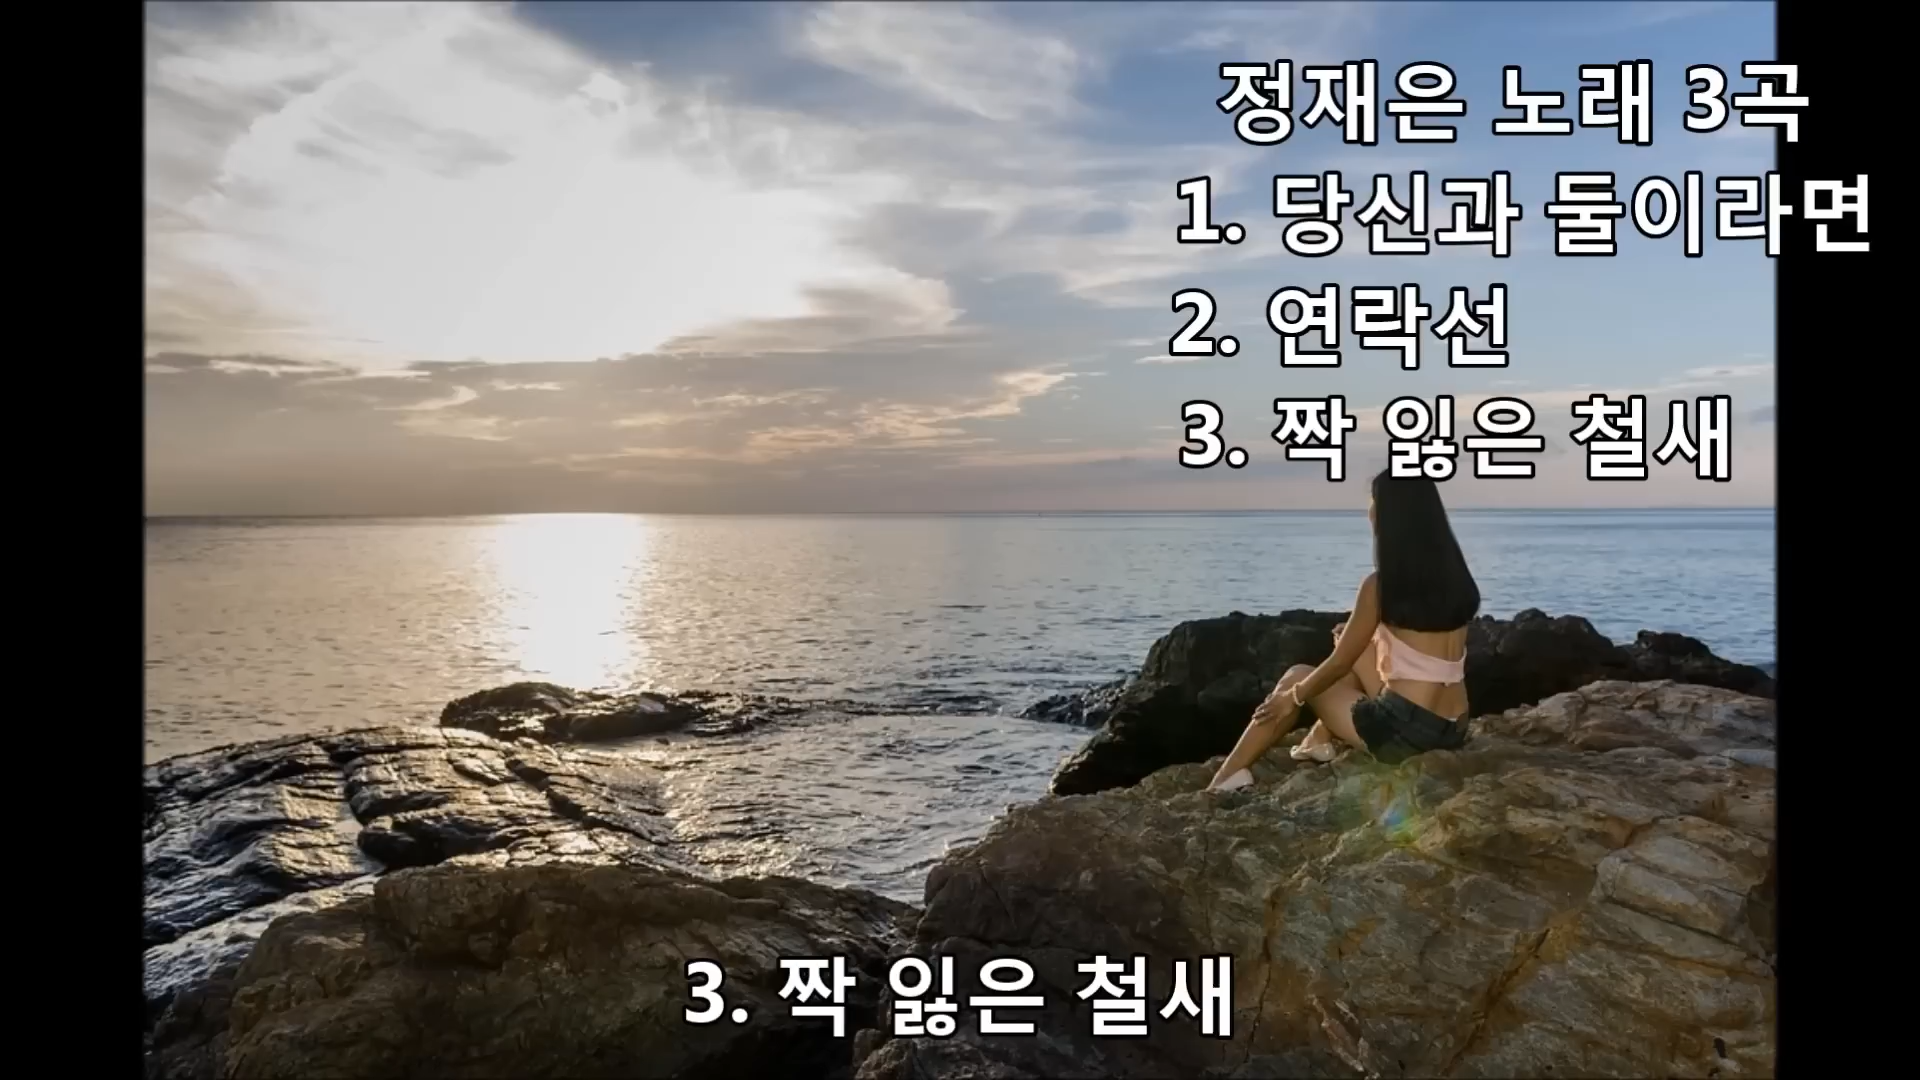 정재은 노래 3곡
1. 당신과 둘이라면
2. 연락선
3. 짝 잃은 철새
3. 짝 잃은 철새